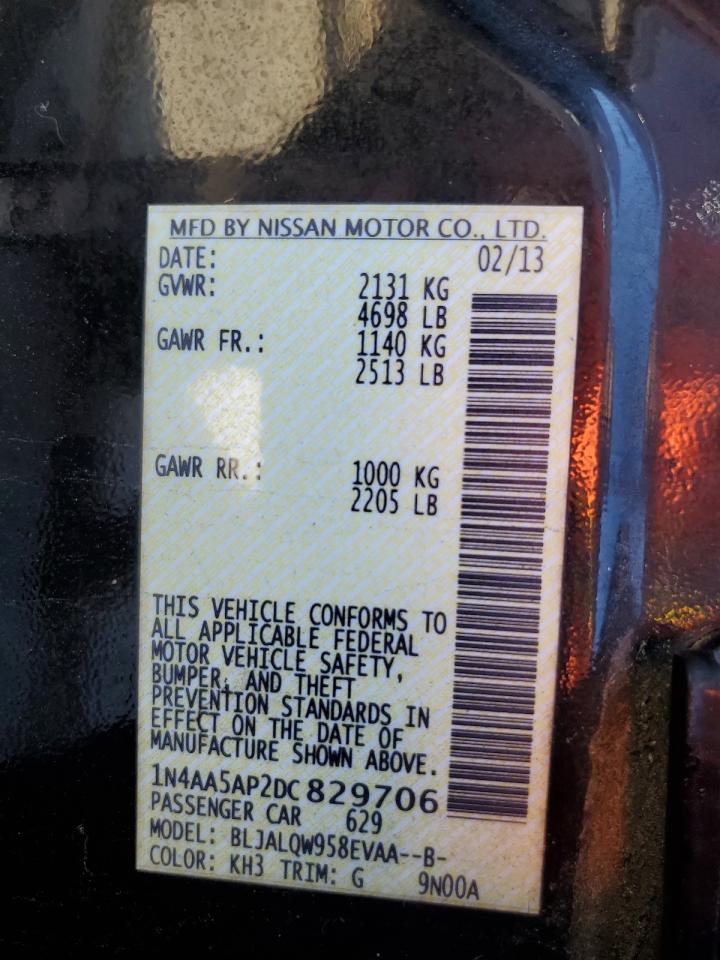 MFD BY NISSAN MOTOR CO., LTD.
DATE: 02/13
GVWR: 2131 KG
4698 LB
GAWR FR.: 1140 KG
2513 LB
GAWR RR.: 1000 KG
2205 LB
THIS VEHICLE CONFORMS TO
ALL APPLICABLE FEDERAL
MOTOR VEHICLE SAFETY,
BUMPER, AND THEFT
PREVENTION STANDARDS IN
EFFECT ON THE DATE OF
MANUFACTURE SHOWN ABOVE.
1N4AA5AP2DC829706
PASSENGER CAR 629
MODEL: BLJALQW958EVAA--B-
COLOR: KH3 TRIM: G 9N00A